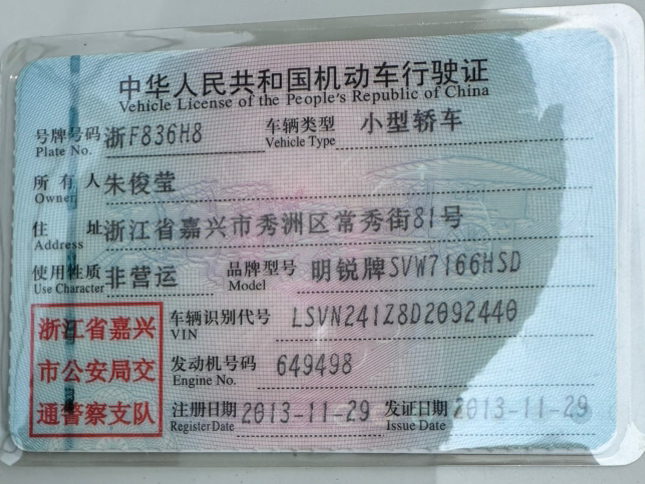 中华人民共和国机动车行驶证
Vehicle License of the People's Republic of China
号牌号码 浙F836H8 车辆类型 小型轿车
Plate No. Vehicle Type
所有人 朱俊莹
Owner
住址 浙江省嘉兴市秀洲区常秀街81号
Address
使用性质 非营运 品牌型号 明锐牌SVW7166HSD
Use Character Model
浙江省嘉兴
市公安局交
通警察支队
车辆识别代号 LSVN241Z8D2092440
VIN
发动机号码 649498
Engine No.
注册日期 2013-11-29 发证日期 2013-11-29
Register Date Issue Date